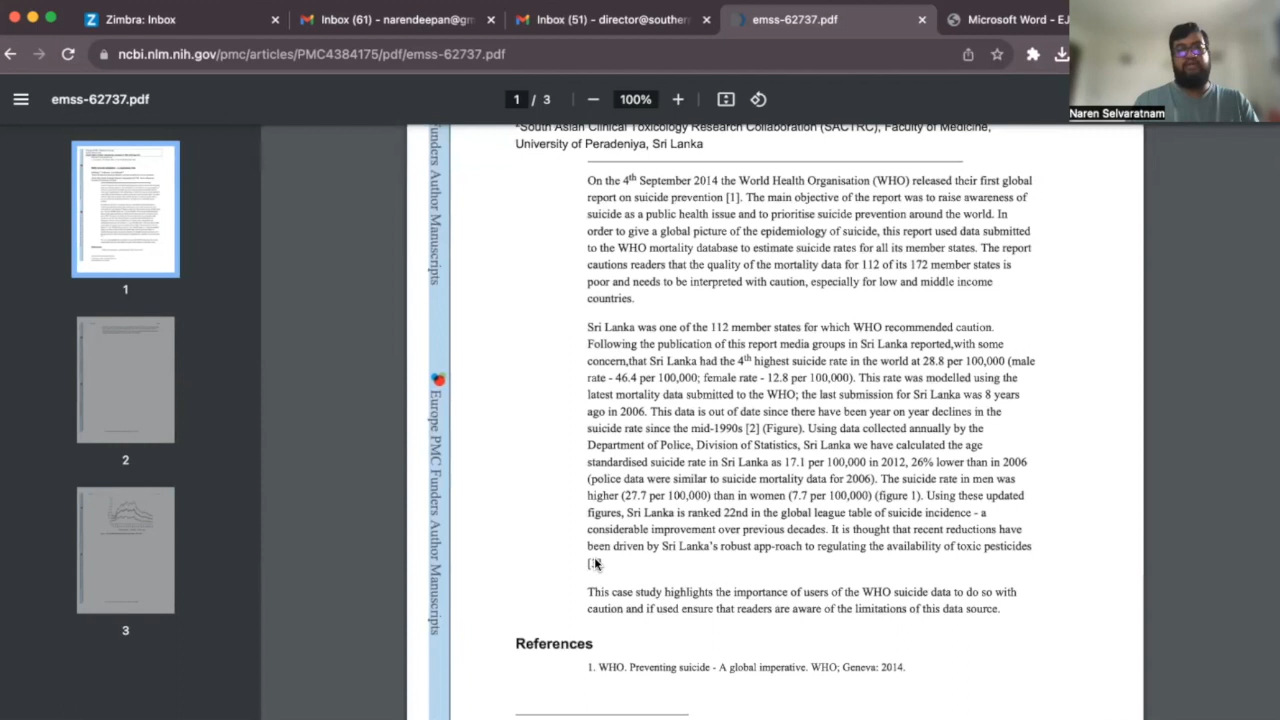 Zimbra: Inbox
Inbox (61) - narendeepan@gm
Inbox (51) - director@souther
emss-62737.pdf
Microsoft Word - EJ
ncbi.nlm.nih.gov/pmc/articles/PMC4384175/pdf/emss-62737.pdf
Naren Selvaratnam
emss-62737.pdf
1 / 3
100%
1
2
3
Funders Author Manuscripts
Europe PMC Funders Author Manuscripts
South Asian Clinical Toxicology Research Collaboration (SACTRC), Faculty of Medicine,
University of Peradeniya, Sri Lanka
On the 4th September 2014 the World Health Organisation (WHO) released their first global
report on suicide prevention [1]. The main objective of the report was to raise awareness of
suicide as a public health issue and to prioritise suicide prevention around the world. In
order to give a global picture of the epidemiology of suicide, this report used data submitted
to the WHO mortality database to estimate suicide rates for all its member states. The report
cautions readers that the quality of the mortality data for 112 of its 172 member states is
poor and needs to be interpreted with caution, especially for low and middle income
countries.
Sri Lanka was one of the 112 member states for which WHO recommended caution.
Following the publication of this report media groups in Sri Lanka reported,with some
concern,that Sri Lanka had the 4th highest suicide rate in the world at 28.8 per 100,000 (male
rate - 46.4 per 100,000; female rate - 12.8 per 100,000). This rate was modelled using the
latest mortality data submitted to the WHO; the last submission for Sri Lanka was 8 years
ago in 2006. This data is out of date since there have been year on year declines in the
suicide rate since the mid-1990s [2] (Figure). Using data collected annually by the
Department of Police, Division of Statistics, Sri Lanka we have calculated the age
standardised suicide rate in Sri Lanka as 17.1 per 100,000 in 2012, 26% lower than in 2006
(police data were similar to suicide mortality data for 2006). The suicide rate in men was
higher (27.7 per 100,000) than in women (7.7 per 100,000) (figure 1). Using these updated
figures, Sri Lanka is ranked 22nd in the global league table of suicide incidence - a
considerable improvement over previous decades. It is thought that recent reductions have
been driven by Sri Lanka's robust app-roach to regulating the availability of toxic pesticides
This case study highlights the importance of users of the WHO suicide data to do so with
caution and if used ensure that readers are aware of the limitations of this data source.
References
1. WHO. Preventing suicide - A global imperative. WHO; Geneva: 2014.